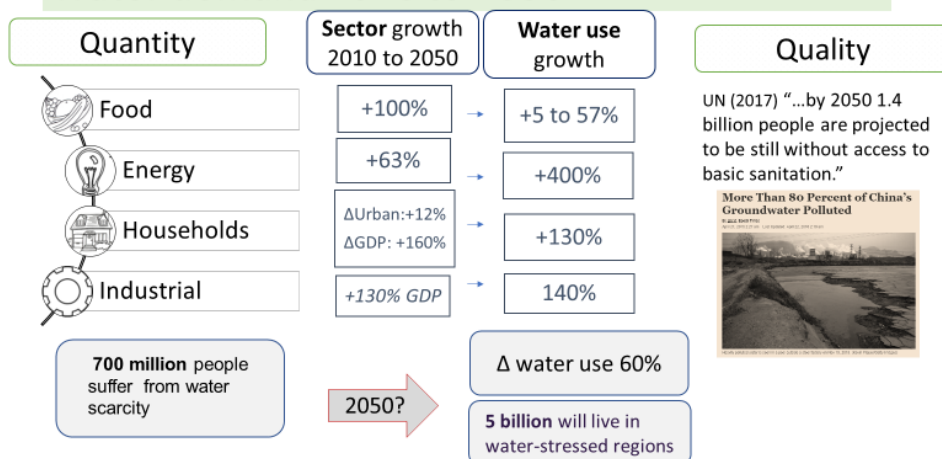 Quantity
Sector growth
2010 to 2050
Water use
growth
Quality
Food
+100%
+5 to 57%
Energy
+63%
+400%
Households
ΔUrban:+12%
ΔGDP: +160%
+130%
Industrial
+130% GDP
140%
UN (2017) “...by 2050 1.4
billion people are projected
to be still without access to
basic sanitation.”
More Than 80 Percent of China's
Groundwater Polluted
700 million people
suffer from water
scarcity
2050?
Δ water use 60%
5 billion will live in
water-stressed regions